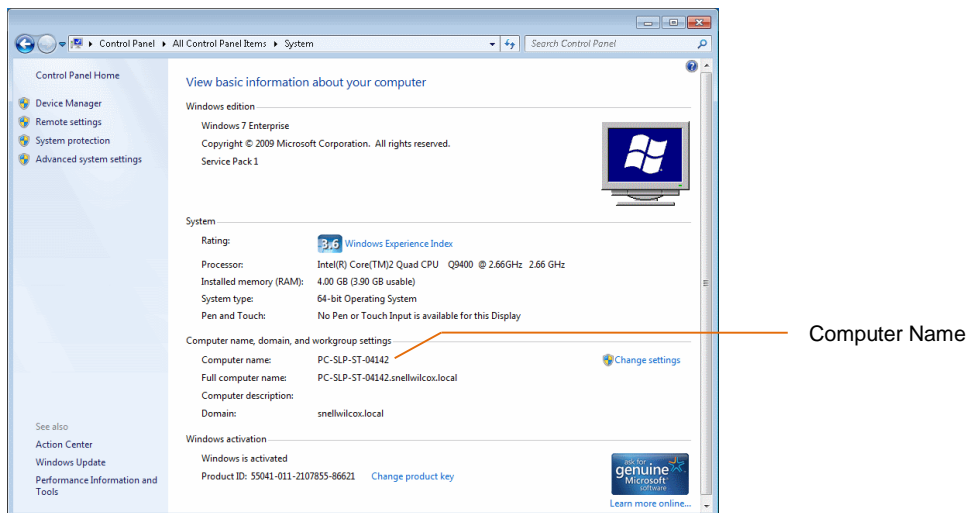 Control Panel ▸ All Control Panel Items ▸ System
Search Control Panel
Control Panel Home
Device Manager
Remote settings
System protection
Advanced system settings
See also
Action Center
Windows Update
Performance Information and
Tools
View basic information about your computer
Windows edition
Windows 7 Enterprise
Copyright © 2009 Microsoft Corporation. All rights reserved.
Service Pack 1
System
Rating: 3,6 Windows Experience Index
Processor: Intel(R) Core(TM)2 Quad CPU Q9400 @ 2.66GHz 2.66 GHz
Installed memory (RAM): 4.00 GB (3.90 GB usable)
System type: 64-bit Operating System
Pen and Touch: No Pen or Touch Input is available for this Display
Computer name, domain, and workgroup settings
Computer name: PC-SLP-ST-04142
Change settings
Full computer name: PC-SLP-ST-04142.snellwilcox.local
Computer description:
Domain: snellwilcox.local
Windows activation
Windows is activated
Product ID: 55041-011-2107855-86621 Change product key
ask for
genuine
Microsoft
software
Learn more online...
Computer Name